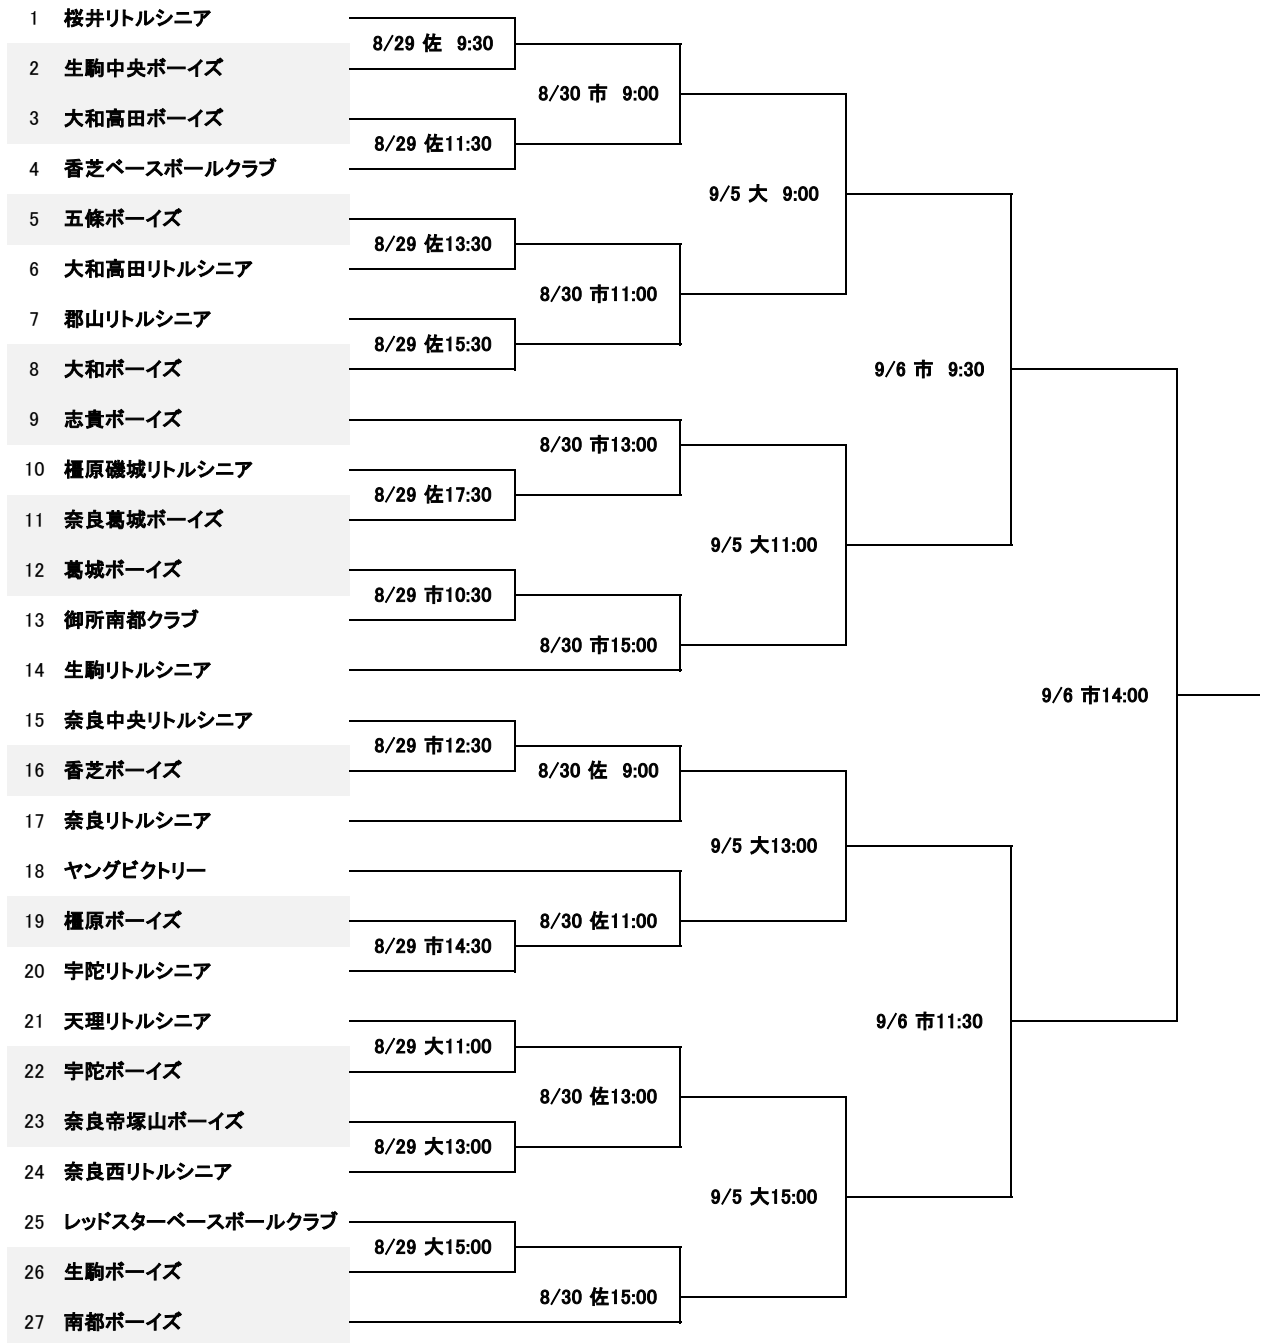 1 桜井リトルシニア
8/29 佐 9:30
2 生駒中央ボーイズ
8/30 市 9:00
3 大和高田ボーイズ
8/29 佐11:30
4 香芝ベースボールクラブ
9/5 大 9:00
5 五條ボーイズ
8/29 佐13:30
6 大和高田リトルシニア
8/30 市11:00
7 郡山リトルシニア
8/29 佐15:30
8 大和ボーイズ
9/6 市 9:30
9 志貴ボーイズ
8/30 市13:00
10 橿原磯城リトルシニア
8/29 佐17:30
11 奈良葛城ボーイズ
9/5 大11:00
12 葛城ボーイズ
8/29 市10:30
13 御所南都クラブ
8/30 市15:00
14 生駒リトルシニア
9/6 市14:00
15 奈良中央リトルシニア
8/29 市12:30
16 香芝ボーイズ
8/30 佐 9:00
17 奈良リトルシニア
9/5 大13:00
18 ヤングビクトリー
19 橿原ボーイズ
8/30 佐11:00
8/29 市14:30
20 宇陀リトルシニア
21 天理リトルシニア
9/6 市11:30
8/29 大11:00
22 宇陀ボーイズ
8/30 佐13:00
23 奈良帝塚山ボーイズ
8/29 大13:00
24 奈良西リトルシニア
9/5 大15:00
25 レッドスターベースボールクラブ
8/29 大15:00
26 生駒ボーイズ
8/30 佐15:00
27 南都ボーイズ